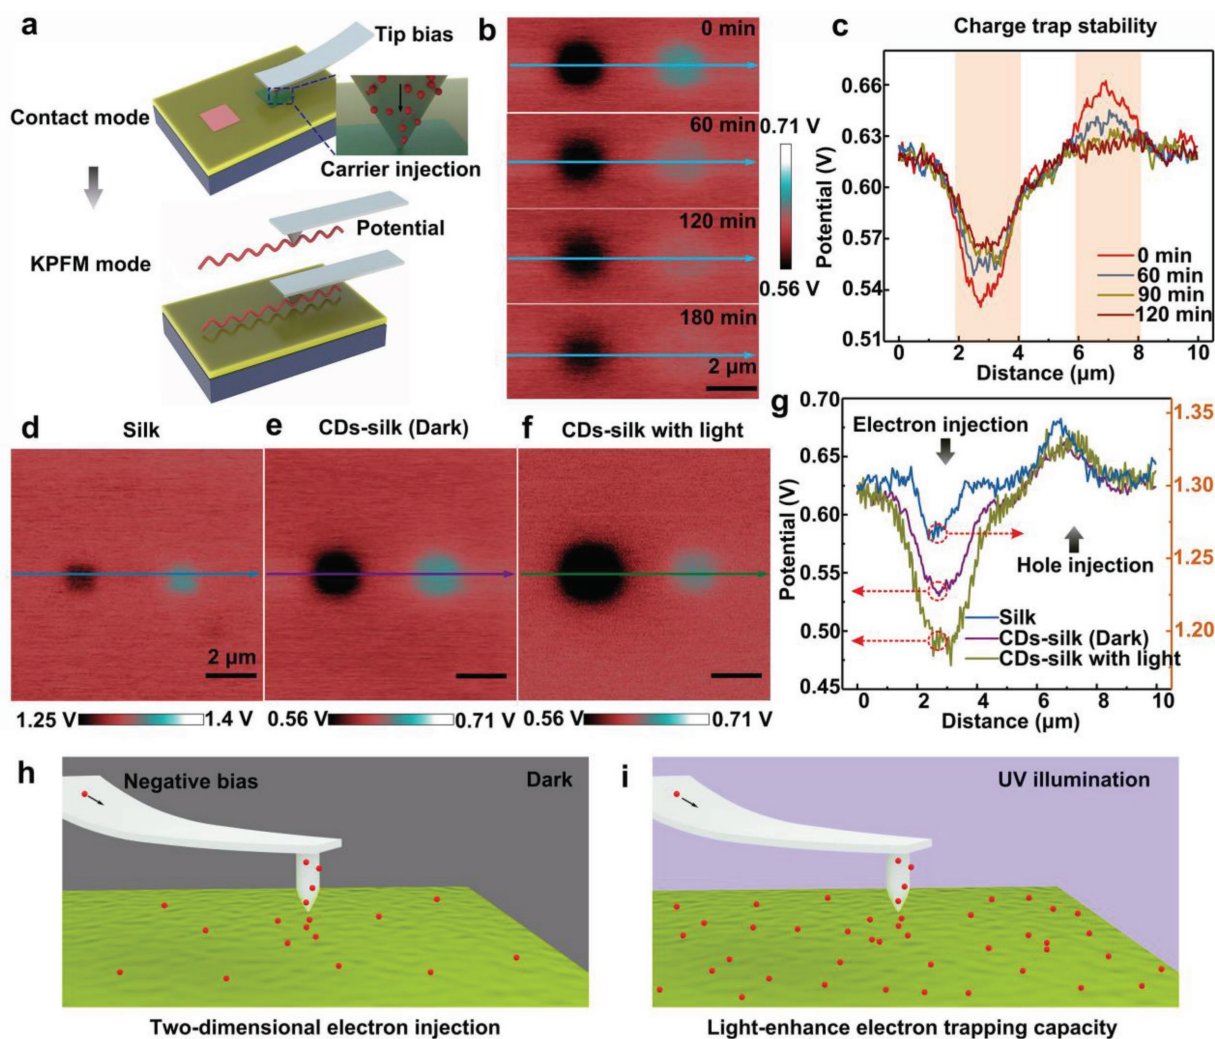 a
Tip bias
Contact mode
Carrier injection
Potential
KPFM mode
b
0 min
60 min
120 min
180 min
2 μm
0.71 V
0.56 V
c
Charge trap stability
0.66
0.63
0.60
0.57
0.54
0.51
Potential (V)
0 min
60 min
90 min
120 min
0 2 4 6 8 10
Distance (μm)
d
Silk
2 μm
1.25 V
1.4 V
e
CDs-silk (Dark)
0.56 V
0.71 V
f
CDs-silk with light
0.56 V
0.71 V
g
0.70
0.65
0.60
0.55
0.50
0.45
Potential (V)
Electron injection
Hole injection
Silk
CDs-silk (Dark)
CDs-silk with light
1.35
1.30
1.25
1.20
0 2 4 6 8 10
Distance (μm)
h
Negative bias
Dark
Two-dimensional electron injection
i
UV illumination
Light-enhance electron trapping capacity